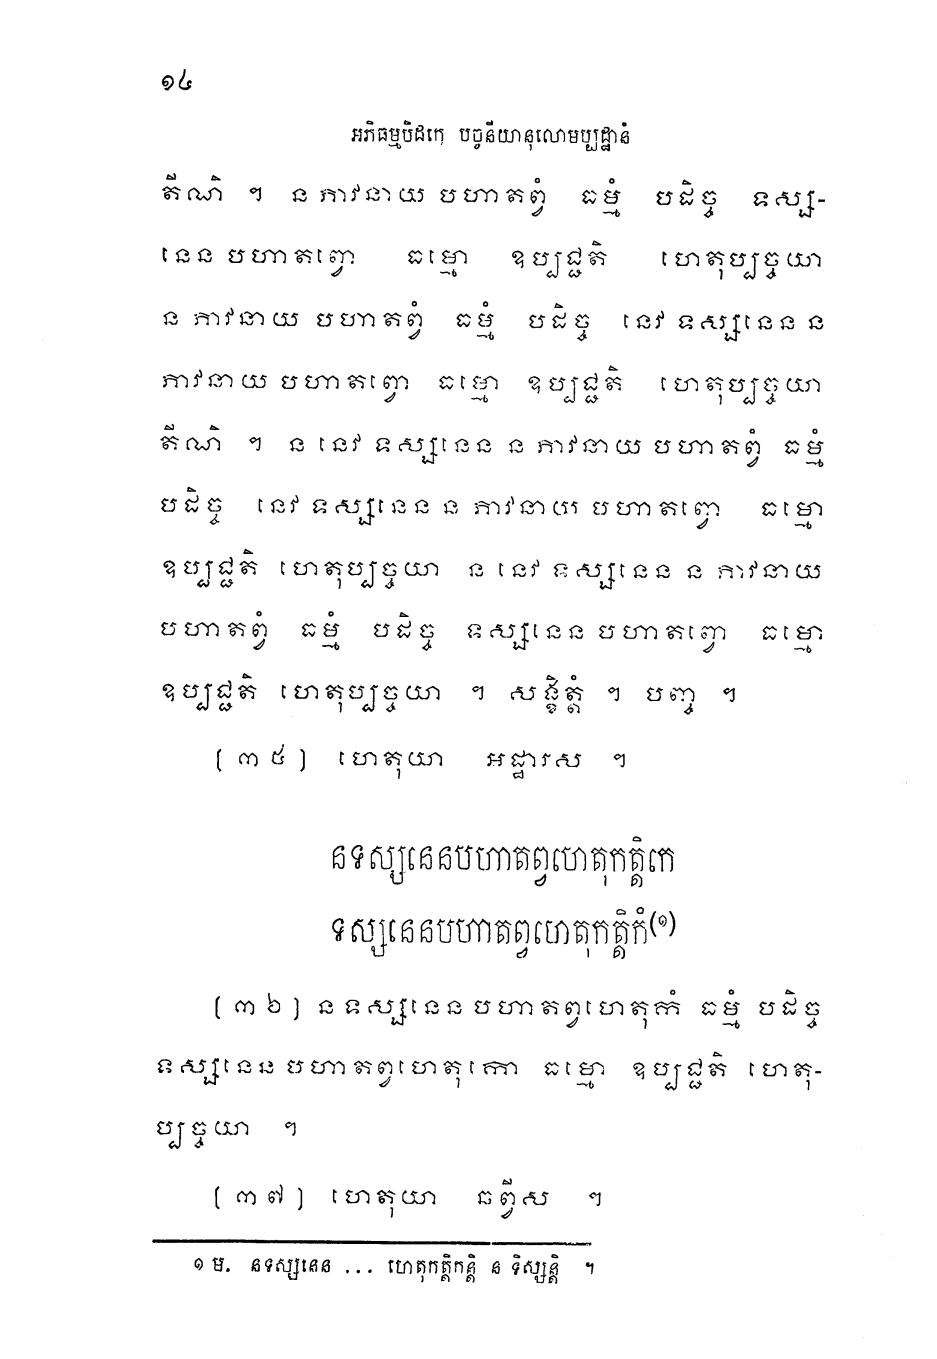 ១៤
អភិធម្មបិដកេ បច្ចនីយានុលោមប្បដ្ឋានំ
តីណិ ។ ន ភាវនាយ បហាតព្វំ ធម្មំ បដិច្ច ទស្ស-
នេន បហាតព្វោ ធម្មោ ឧប្បជ្ជតិ ហេតុប្បច្ចយា
ន ភាវនាយ បហាតព្វំ ធម្មំ បដិច្ច នេវ ទស្សនេន ន
ភាវនាយ បហាតព្វោ ធម្មោ ឧប្បជ្ជតិ ហេតុប្បច្ចយា
តីណិ ។ ន នេវ ទស្សនេន ន ភាវនាយ បហាតព្វំ ធម្មំ
បដិច្ច នេវ ទស្សនេន ន ភាវនាយ បហាតព្វោ ធម្មោ
ឧប្បជ្ជតិ ហេតុប្បច្ចយា ន នេវ ទស្សនេន ន ភាវនាយ
បហាតព្វំ ធម្មំ បដិច្ច ទស្សនេន បហាតព្វោ ធម្មោ
ឧប្បជ្ជតិ ហេតុប្បច្ចយា ។ សង្ខិត្តំ ។ បញ្ច ។
(៣៥) ហេតុយា អដ្ឋារស ។
នទស្សនេនបហាតព្វហេតុកត្តិកេ
ទស្សនេនបហាតព្វហេតុកត្តិកំ(១)
(៣៦) ន ទស្សនេន បហាតព្វហេតុកំ ធម្មំ បដិច្ច
ទស្សនេន បហាតព្វហេតុកោ ធម្មោ ឧប្បជ្ជតិ ហេតុ-
ប្បច្ចយា ។
(៣៧) ហេតុយា ឆព្វីស ។
១ ម. នទស្សនេន ... ហេតុកត្តិកន្តិ ន ទិស្សន្តិ ។